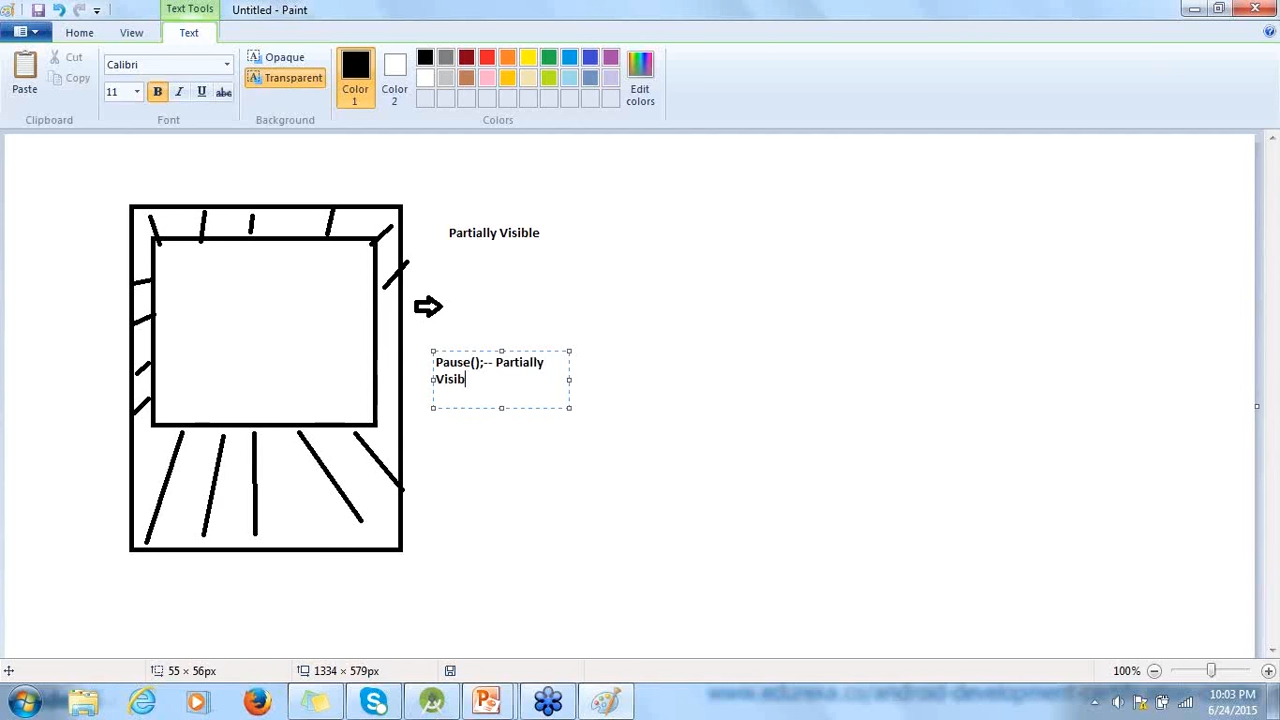 Text Tools
Untitled - Paint
Home
View
Text
Paste
Cut
Copy
Clipboard
Calibri
11
B
I
U
abc
Font
Opaque
Transparent
Background
Color
1
Color
2
Edit
colors
Colors
Partially Visible
Pause();-- Partially
Visib
55 × 56px
1334 × 579px
100%
10:03 PM
6/24/2015